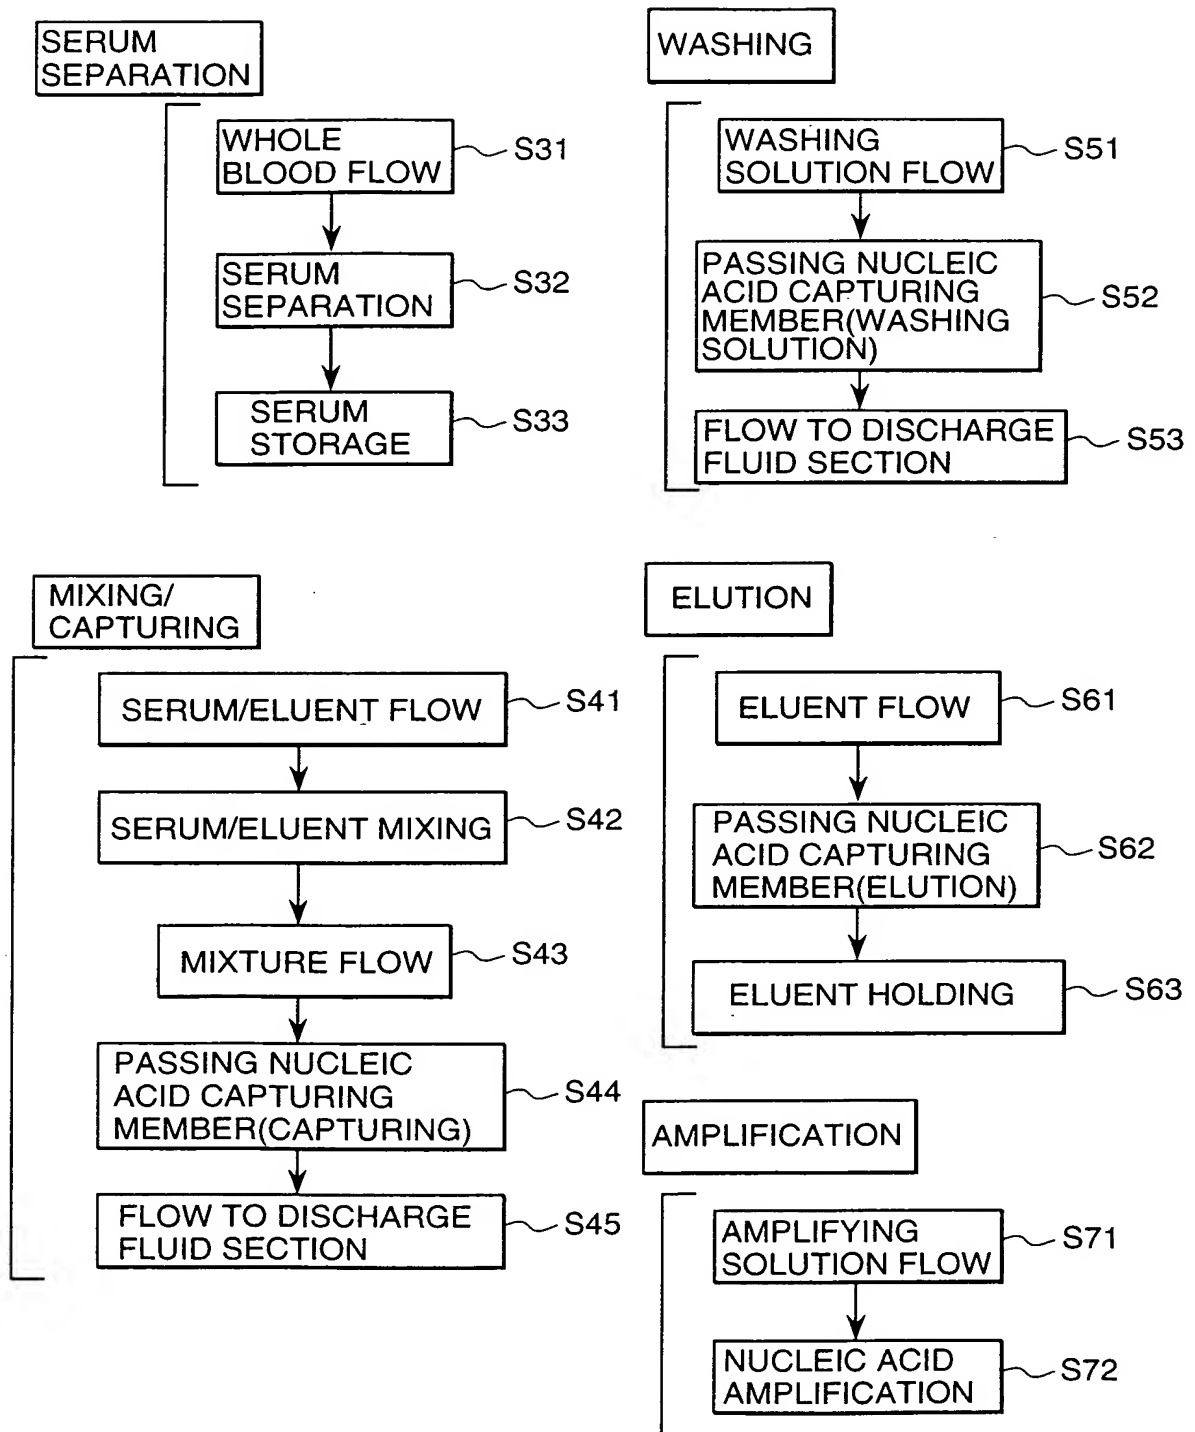 SERUM
SEPARATION
WHOLE
BLOOD FLOW
S31
SERUM
SEPARATION
S32
SERUM
STORAGE
S33
MIXING/
CAPTURING
SERUM/ELUENT FLOW
S41
SERUM/ELUENT MIXING
S42
MIXTURE FLOW
S43
PASSING NUCLEIC
ACID CAPTURING
MEMBER(CAPTURING)
S44
FLOW TO DISCHARGE
FLUID SECTION
S45
WASHING
WASHING
SOLUTION FLOW
S51
PASSING NUCLEIC
ACID CAPTURING
MEMBER(WASHING
SOLUTION)
S52
FLOW TO DISCHARGE
FLUID SECTION
S53
ELUTION
ELUENT FLOW
S61
PASSING NUCLEIC
ACID CAPTURING
MEMBER(ELUTION)
S62
ELUENT HOLDING
S63
AMPLIFICATION
AMPLIFYING
SOLUTION FLOW
S71
NUCLEIC ACID
AMPLIFICATION
S72